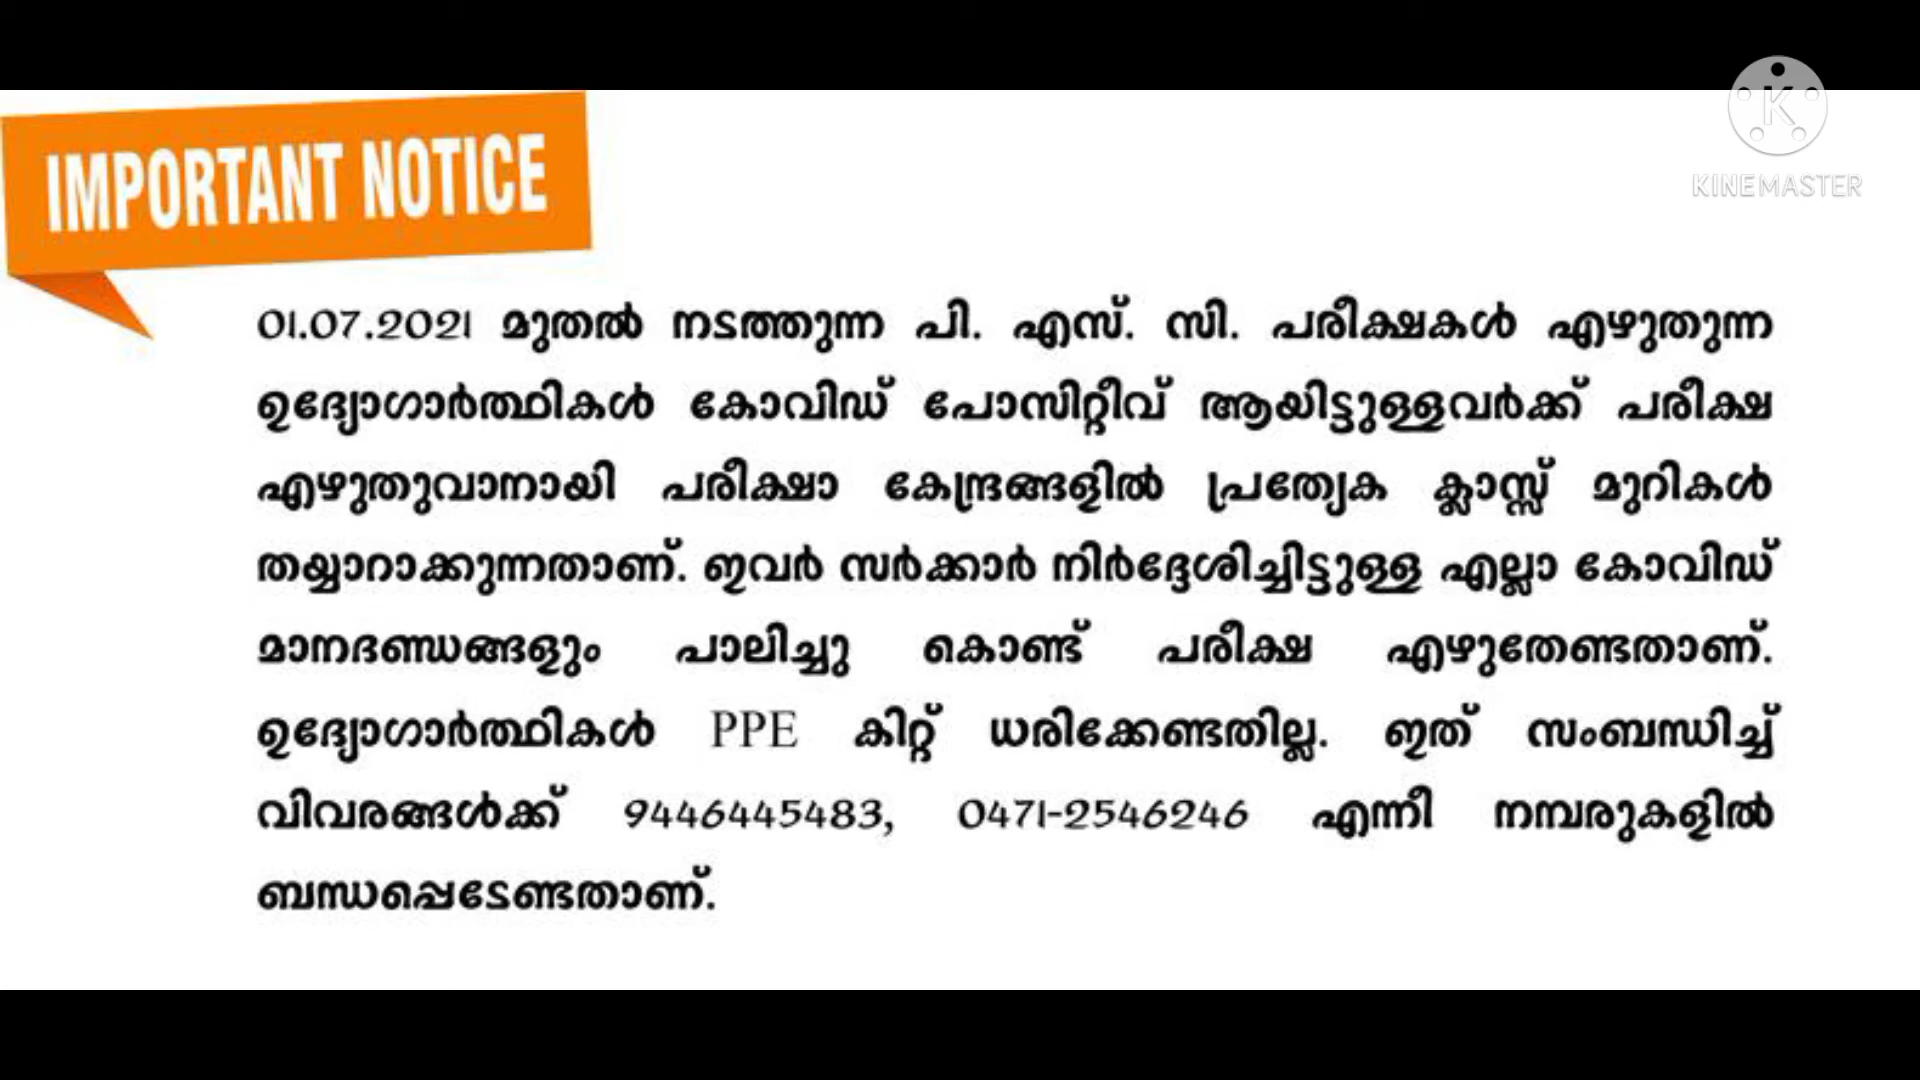 IMPORTANT NOTICE
K
KINEMASTER
01.07.2021 മുതൽ നടത്തുന്ന പി. എസ്. സി. പരീക്ഷകൾ എഴുതുന്ന
ഉദ്യോഗാർത്ഥികൾ കോവിഡ് പോസിറ്റീവ് ആയിട്ടുള്ളവർക്ക് പരീക്ഷ
എഴുതുവാനായി പരീക്ഷാ കേന്ദ്രങ്ങളിൽ പ്രത്യേക ക്ലാസ്സ് മുറികൾ
തയ്യാറാക്കുന്നതാണ്. ഇവർ സർക്കാർ നിർദ്ദേശിച്ചിട്ടുള്ള എല്ലാ കോവിഡ്
മാനദണ്ഡങ്ങളും പാലിച്ചു കൊണ്ട് പരീക്ഷ എഴുതേണ്ടതാണ്.
ഉദ്യോഗാർത്ഥികൾ PPE കിറ്റ് ധരിക്കേണ്ടതില്ല. ഇത് സംബന്ധിച്ച്
വിവരങ്ങൾക്ക് 9446445483, 0471-2546246 എന്നീ നമ്പരുകളിൽ
ബന്ധപ്പെടേണ്ടതാണ്.